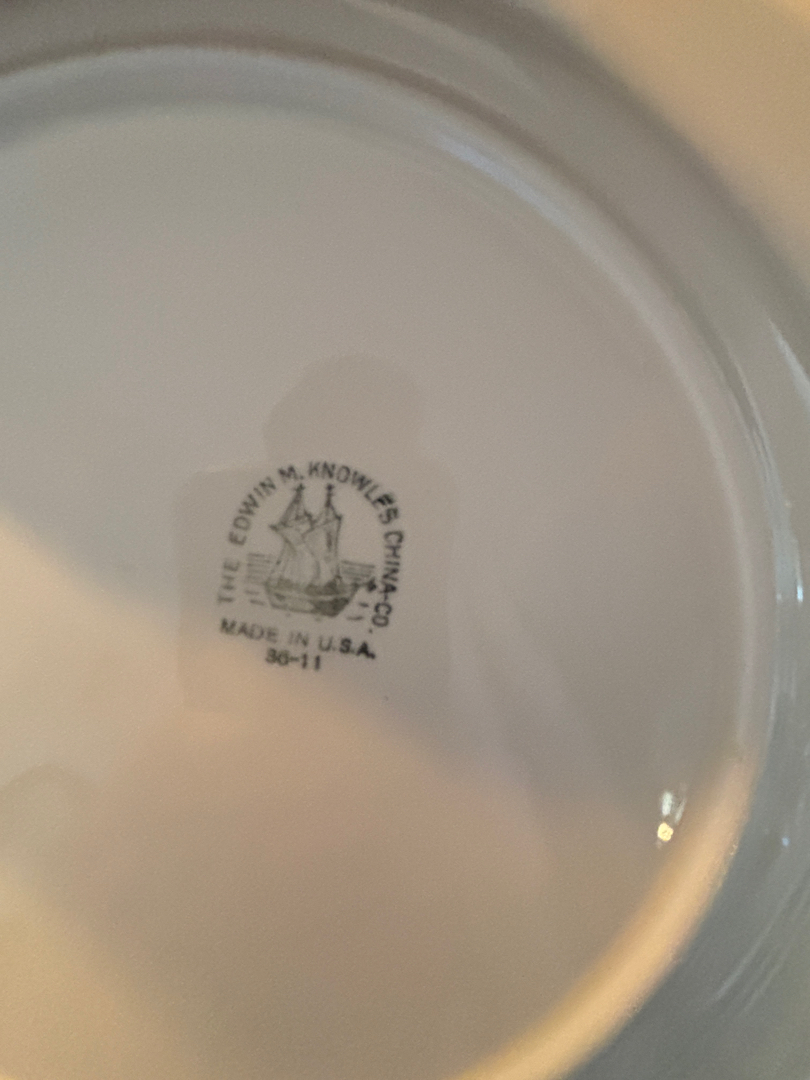 THE EDWIN M. KNOWLES CHINA-CO.
MADE IN U.S.A.
36-11